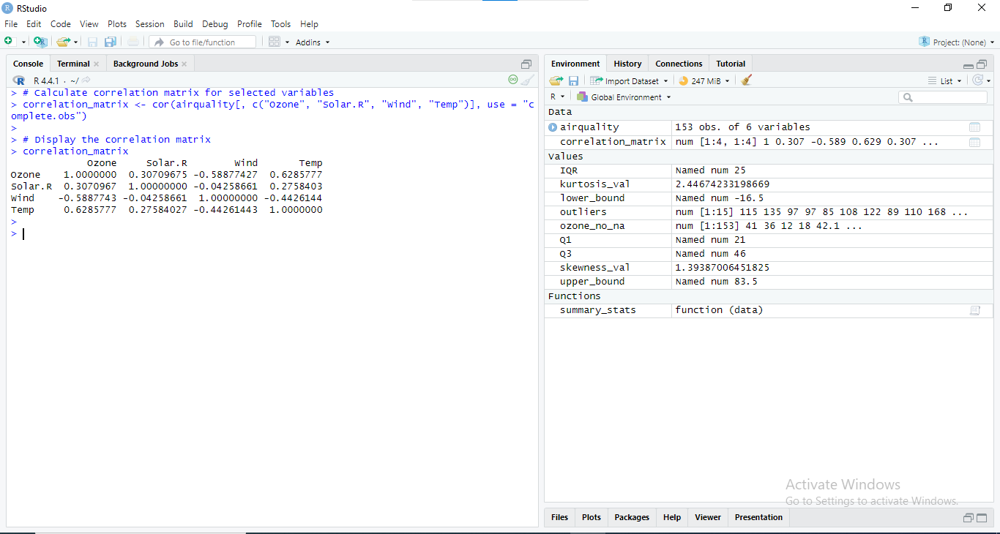 RStudio
File Edit Code View Plots Session Build Debug Profile Tools Help
Go to file/function Addins Project: (None)
Console Terminal Background Jobs
R 4.4.1 · ~/
> # Calculate correlation matrix for selected variables
> correlation_matrix <- cor(airquality[, c("Ozone", "Solar.R", "Wind", "Temp")], use = "c
omplete.obs")
>
> # Display the correlation matrix
> correlation_matrix
Ozone Solar.R Wind Temp
Ozone 1.0000000 0.30709675 -0.58877427 0.6285777
Solar.R 0.3070967 1.00000000 -0.04258661 0.2758403
Wind -0.5887743 -0.04258661 1.00000000 -0.4426144
Temp 0.6285777 0.27584027 -0.44261443 1.0000000
>
>
Environment History Connections Tutorial
Import Dataset 247 MiB List
R Global Environment
Data
airquality 153 obs. of 6 variables
correlation_matrix num [1:4, 1:4] 1 0.307 -0.589 0.629 0.307 ...
Values
IQR Named num 25
kurtosis_val 2.44674233198669
lower_bound Named num -16.5
outliers num [1:15] 115 135 97 97 85 108 122 89 110 168 ...
ozone_no_na num [1:153] 41 36 12 18 42.1 ...
Q1 Named num 21
Q3 Named num 46
skewness_val 1.39387006451825
upper_bound Named num 83.5
Functions
summary_stats function (data)
Activate Windows
Go to Settings to activate Windows.
Files Plots Packages Help Viewer Presentation